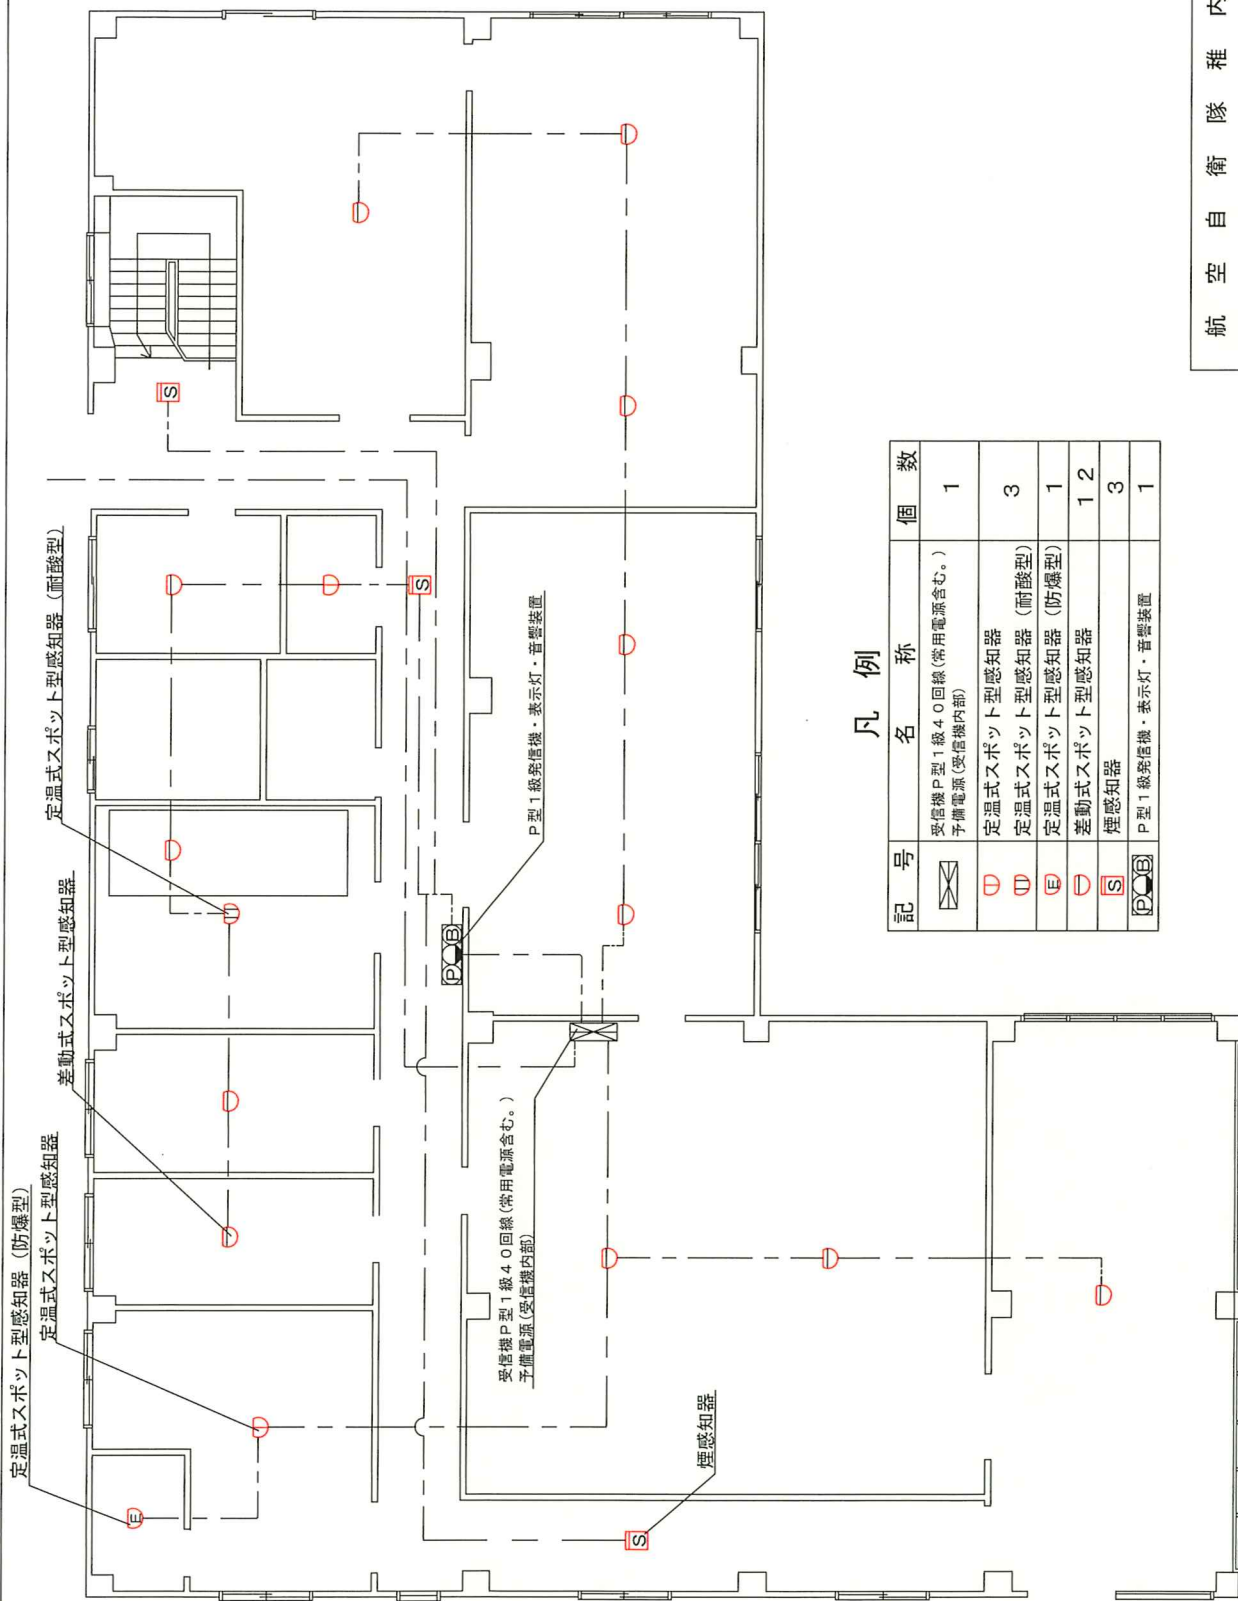 定温式スポット型感知器（防爆型）
定温式スポット型感知器
差動式スポット型感知器
定温式スポット型感知器（耐酸型）
E
S
S
S
P B
P型1級発信機・表示灯・音響装置
受信機P型1級40回線（常用電源含む。）
予備電源（受信機内部）
煙感知器
凡例
記号 名称 個数
受信機P型1級40回線（常用電源含む。）
予備電源（受信機内部） 1
定温式スポット型感知器
定温式スポット型感知器（耐酸型） 3
E 定温式スポット型感知器（防爆型） 1
差動式スポット型感知器 12
S 煙感知器 3
P B P型1級発信機・表示灯・音響装置 1
航空自衛隊稚内